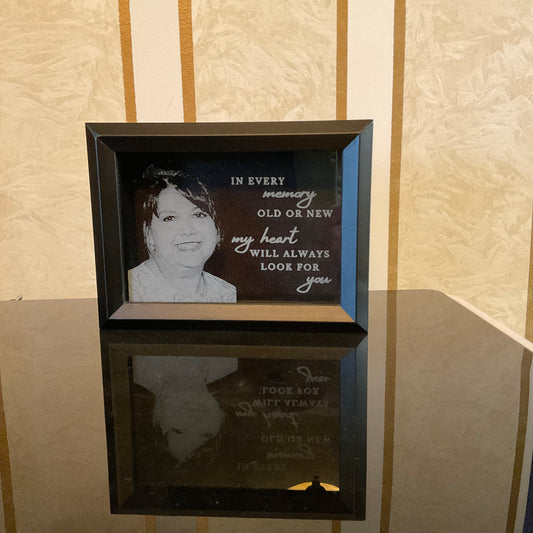 IN EVERY
memory
OLD OR NEW
my heart
WILL ALWAYS
LOOK FOR
you